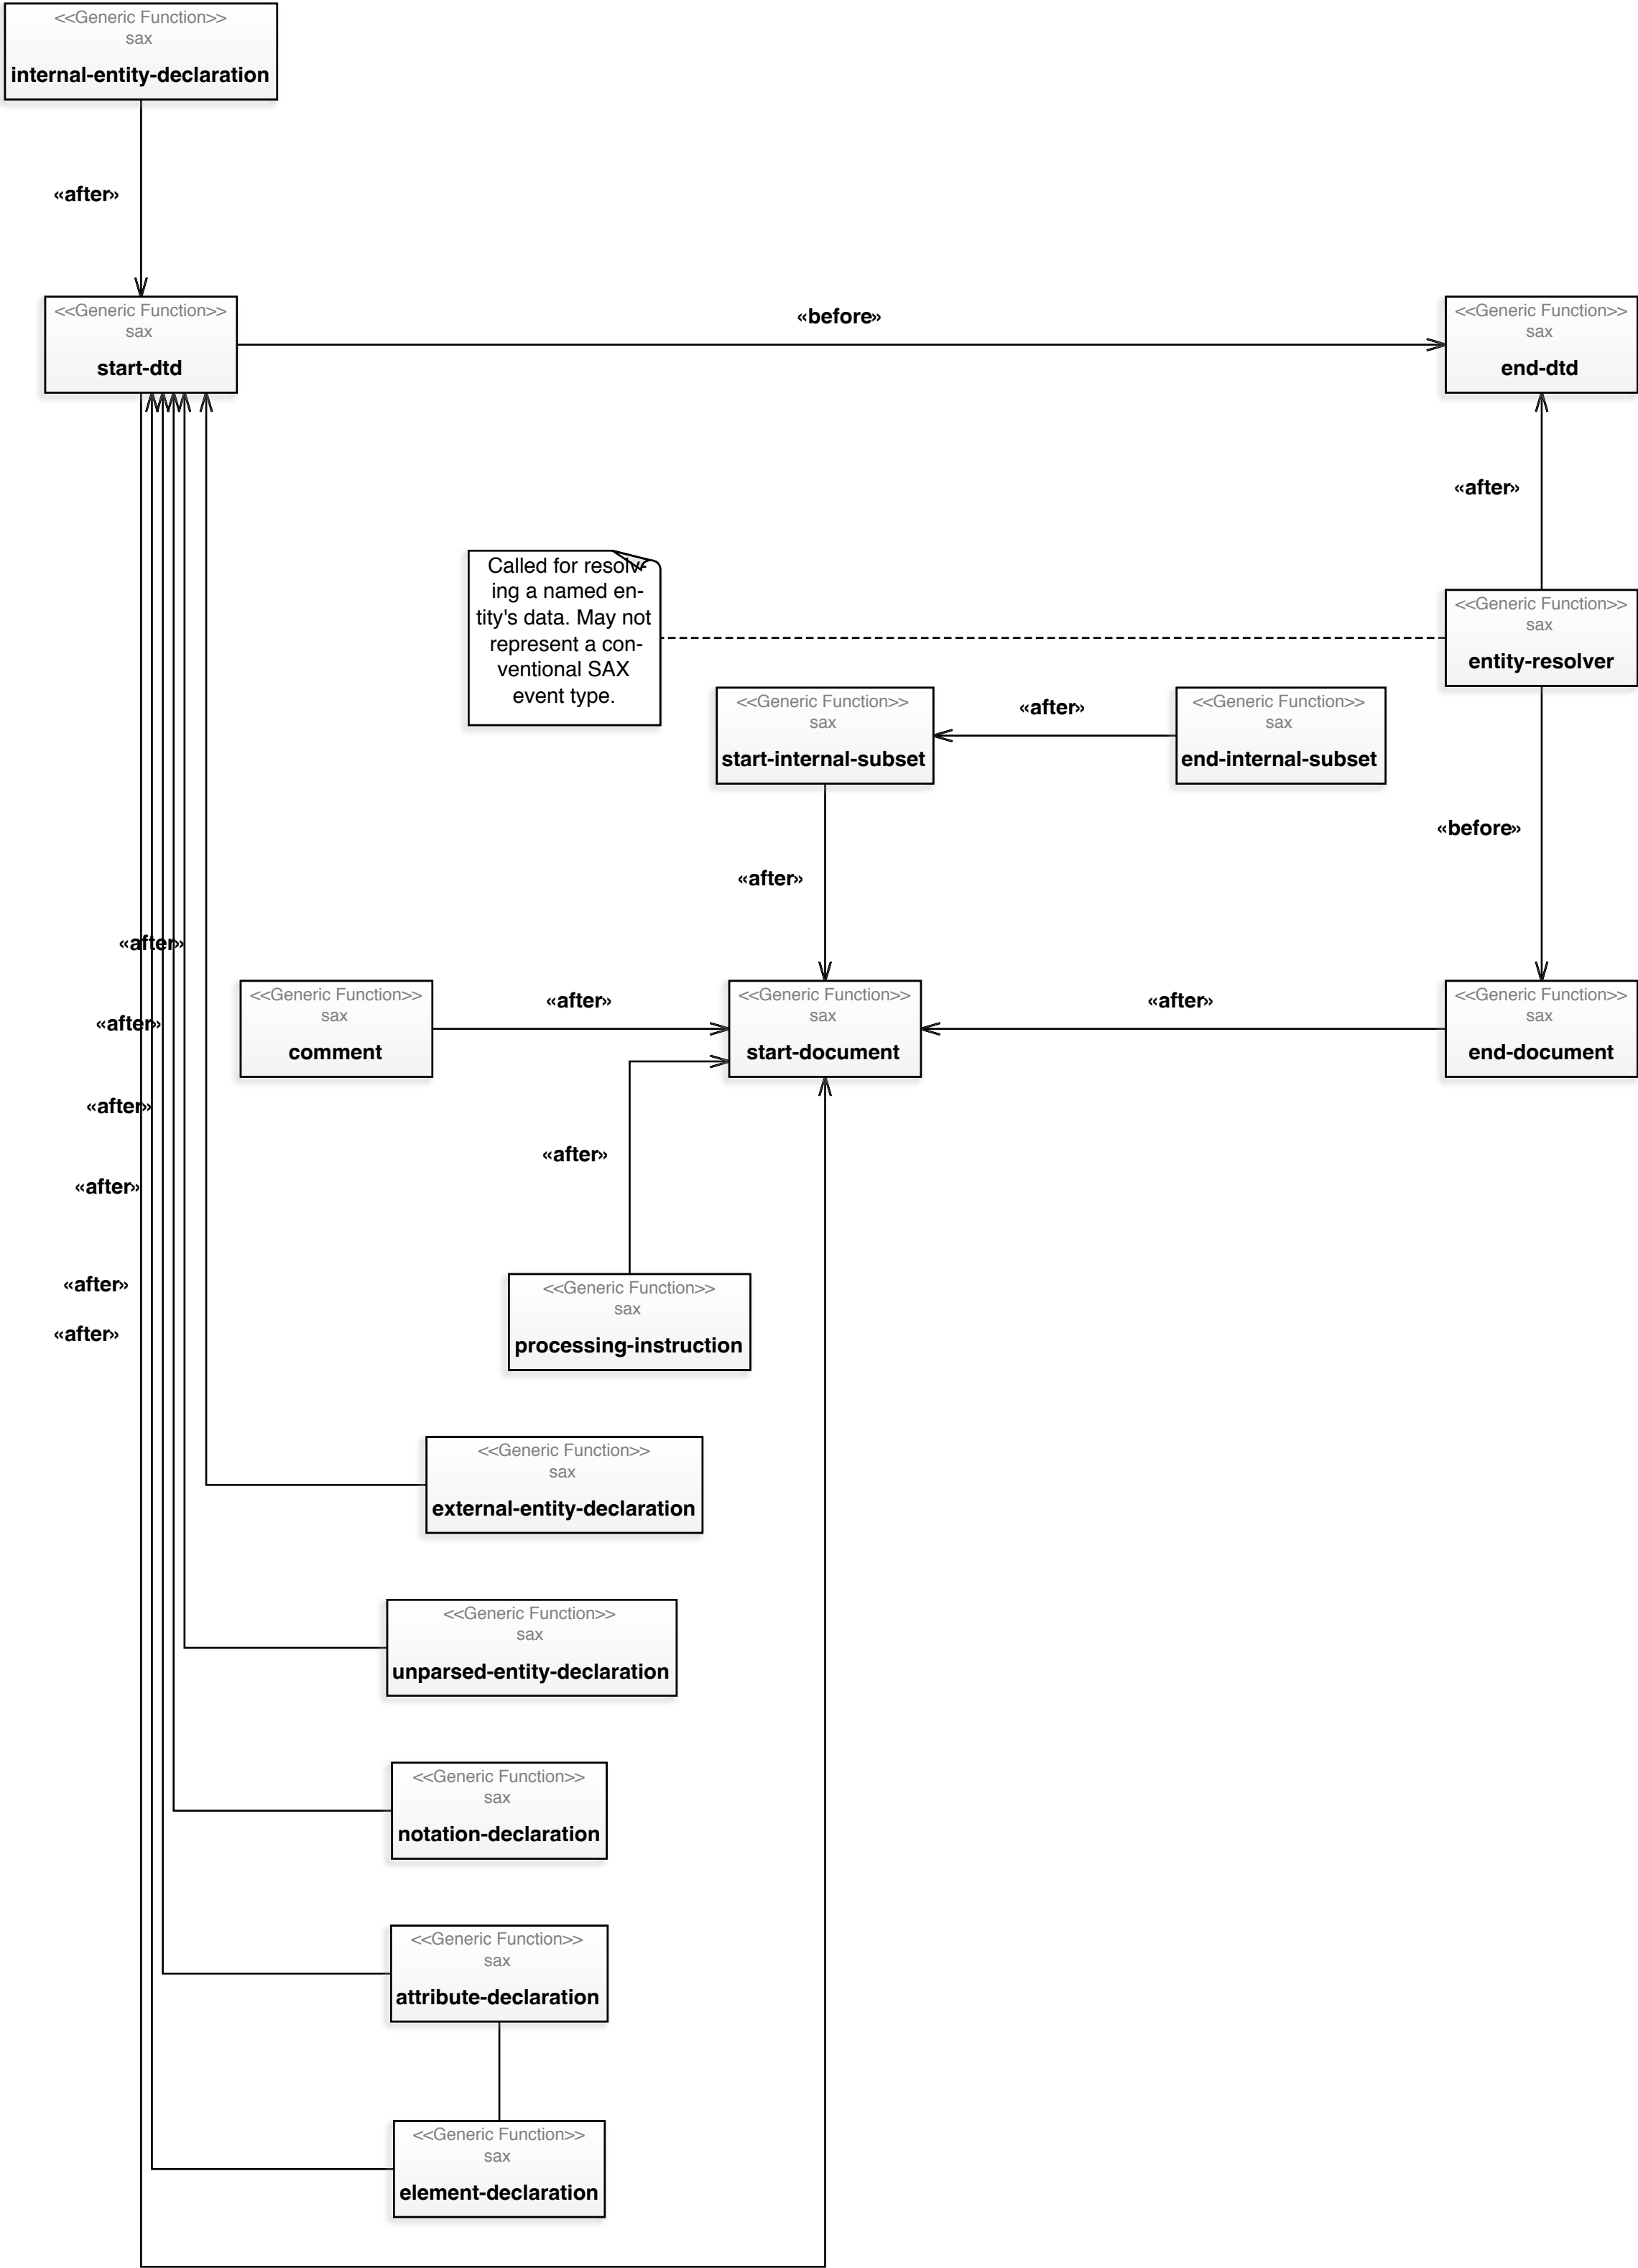 <<Generic Function>>
sax
internal-entity-declaration
«after»
<<Generic Function>>
sax
start-dtd
«before»
<<Generic Function>>
sax
end-dtd
«after»
Called for resolv-
ing a named en-
tity's data. May not
represent a con-
ventional SAX
event type.
<<Generic Function>>
sax
entity-resolver
<<Generic Function>>
sax
start-internal-subset
«after»
<<Generic Function>>
sax
end-internal-subset
«before»
«after»
«after»
<<Generic Function>>
sax
comment
«after»
<<Generic Function>>
sax
start-document
«after»
<<Generic Function>>
sax
end-document
«after»
«after»
«after»
«after»
«after»
«after»
<<Generic Function>>
sax
processing-instruction
<<Generic Function>>
sax
external-entity-declaration
<<Generic Function>>
sax
unparsed-entity-declaration
<<Generic Function>>
sax
notation-declaration
<<Generic Function>>
sax
attribute-declaration
<<Generic Function>>
sax
element-declaration